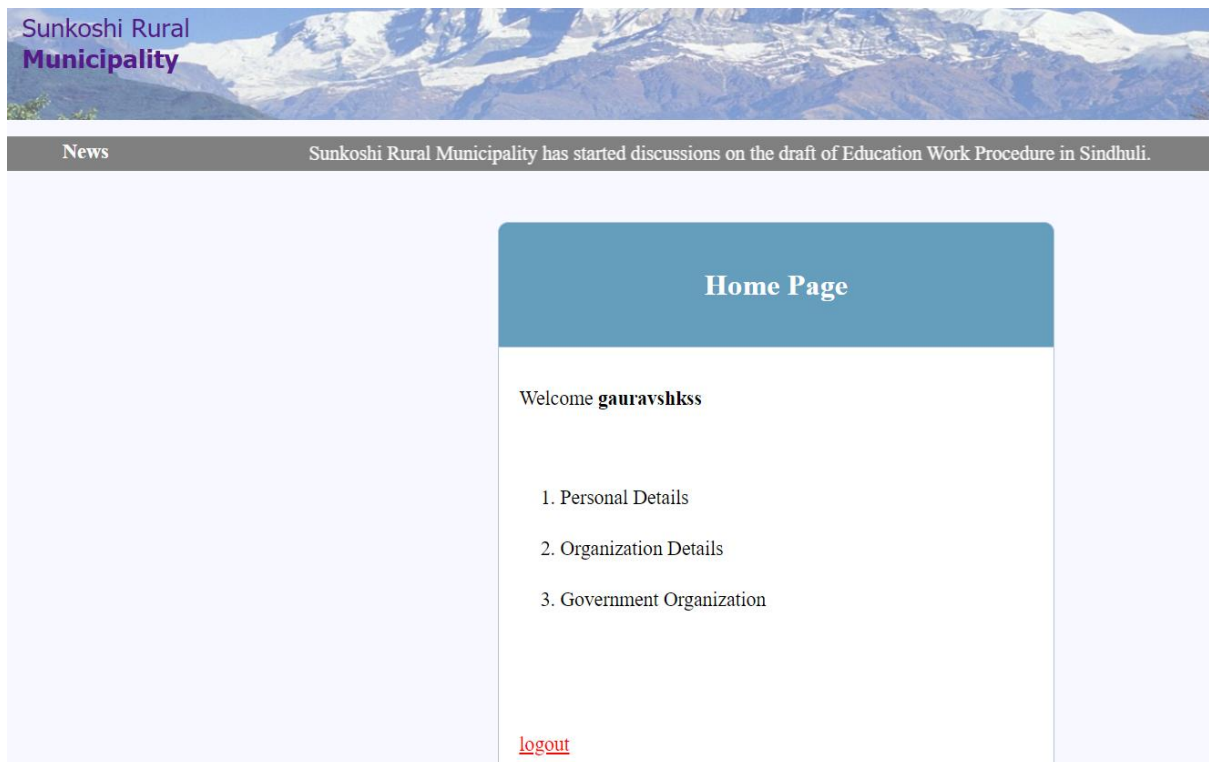 Sunkoshi Rural
Municipality
News
Sunkoshi Rural Municipality has started discussions on the draft of Education Work Procedure in Sindhuli.
Home Page
Welcome gauravshkss
1. Personal Details
2. Organization Details
3. Government Organization
logout